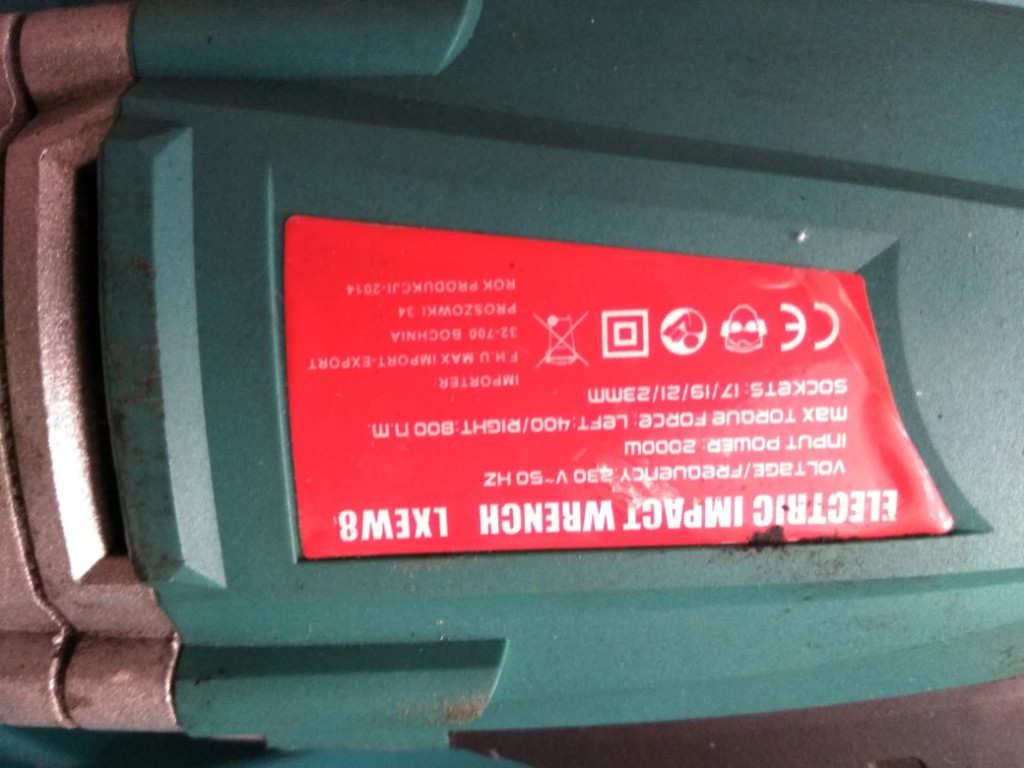 ELECTRIC IMPACT WRENCH LXEW8
VOLTAGE/FREQUENCY:230 V~50 HZ
INPUT POWER: 2000W
MAX TORQUE FORCE: LEFT:400/RIGHT:800 N.M.
SOCKETS: 17/19/21/23MM
CE
IMPORTER
F.H.U MAX IMPORT-EXPORT
32-700 BOCHNIA
PROSZOWKI 34
ROK PRODUKCJI-2014